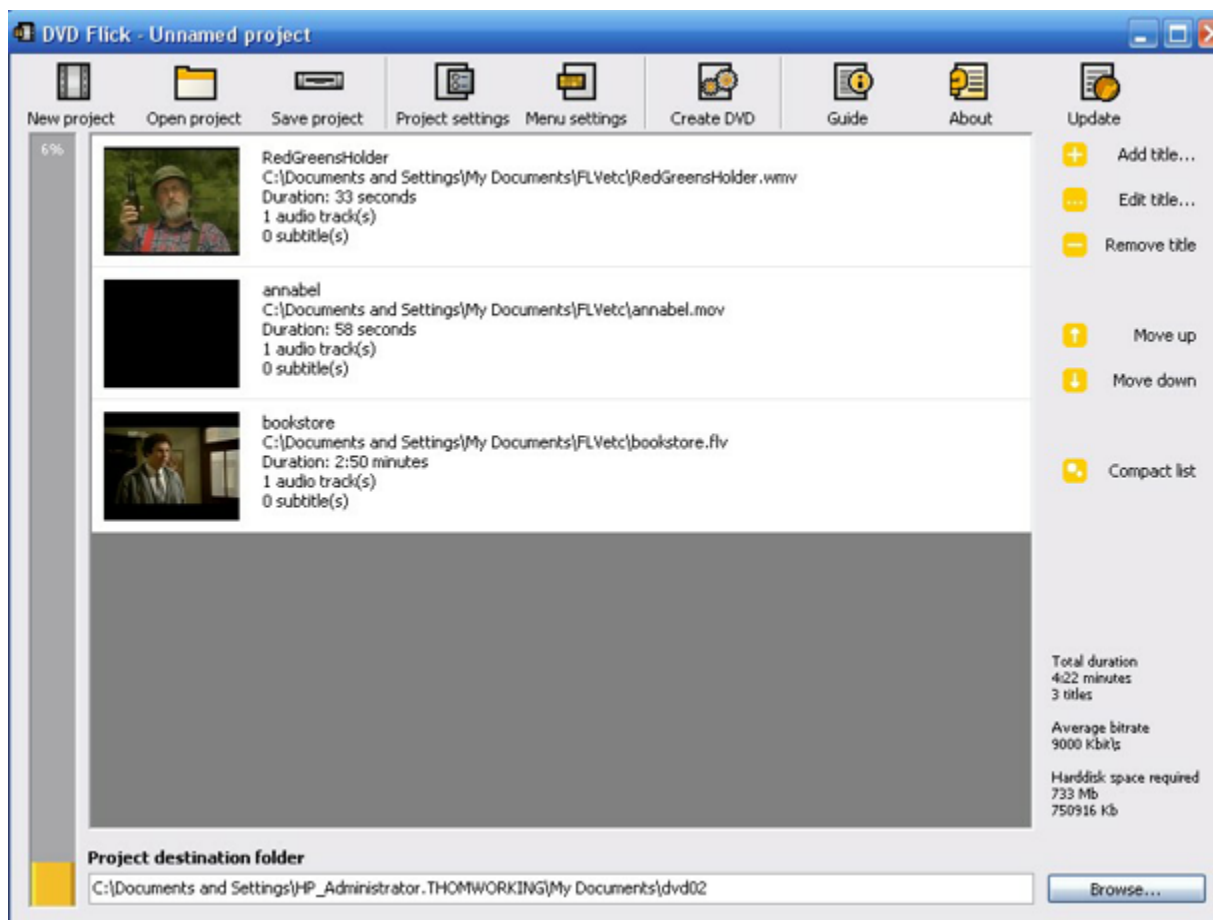 DVD Flick - Unnamed project
New project Open project Save project Project settings Menu settings Create DVD Guide About Update
6%
RedGreensHolder
C:\Documents and Settings\My Documents\FLVetc\RedGreensHolder.wmv
Duration: 33 seconds
1 audio track(s)
0 subtitle(s)
annabel
C:\Documents and Settings\My Documents\FLVetc\annabel.mov
Duration: 58 seconds
1 audio track(s)
0 subtitle(s)
bookstore
C:\Documents and Settings\My Documents\FLVetc\bookstore.flv
Duration: 2:50 minutes
1 audio track(s)
0 subtitle(s)
Add title...
Edit title...
Remove title
Move up
Move down
Compact list
Total duration
4:22 minutes
3 titles
Average bitrate
9000 Kbit\s
Harddisk space required
733 Mb
750916 Kb
Project destination folder
C:\Documents and Settings\HP_Administrator.THOMWORKING\My Documents\dvd02
Browse...